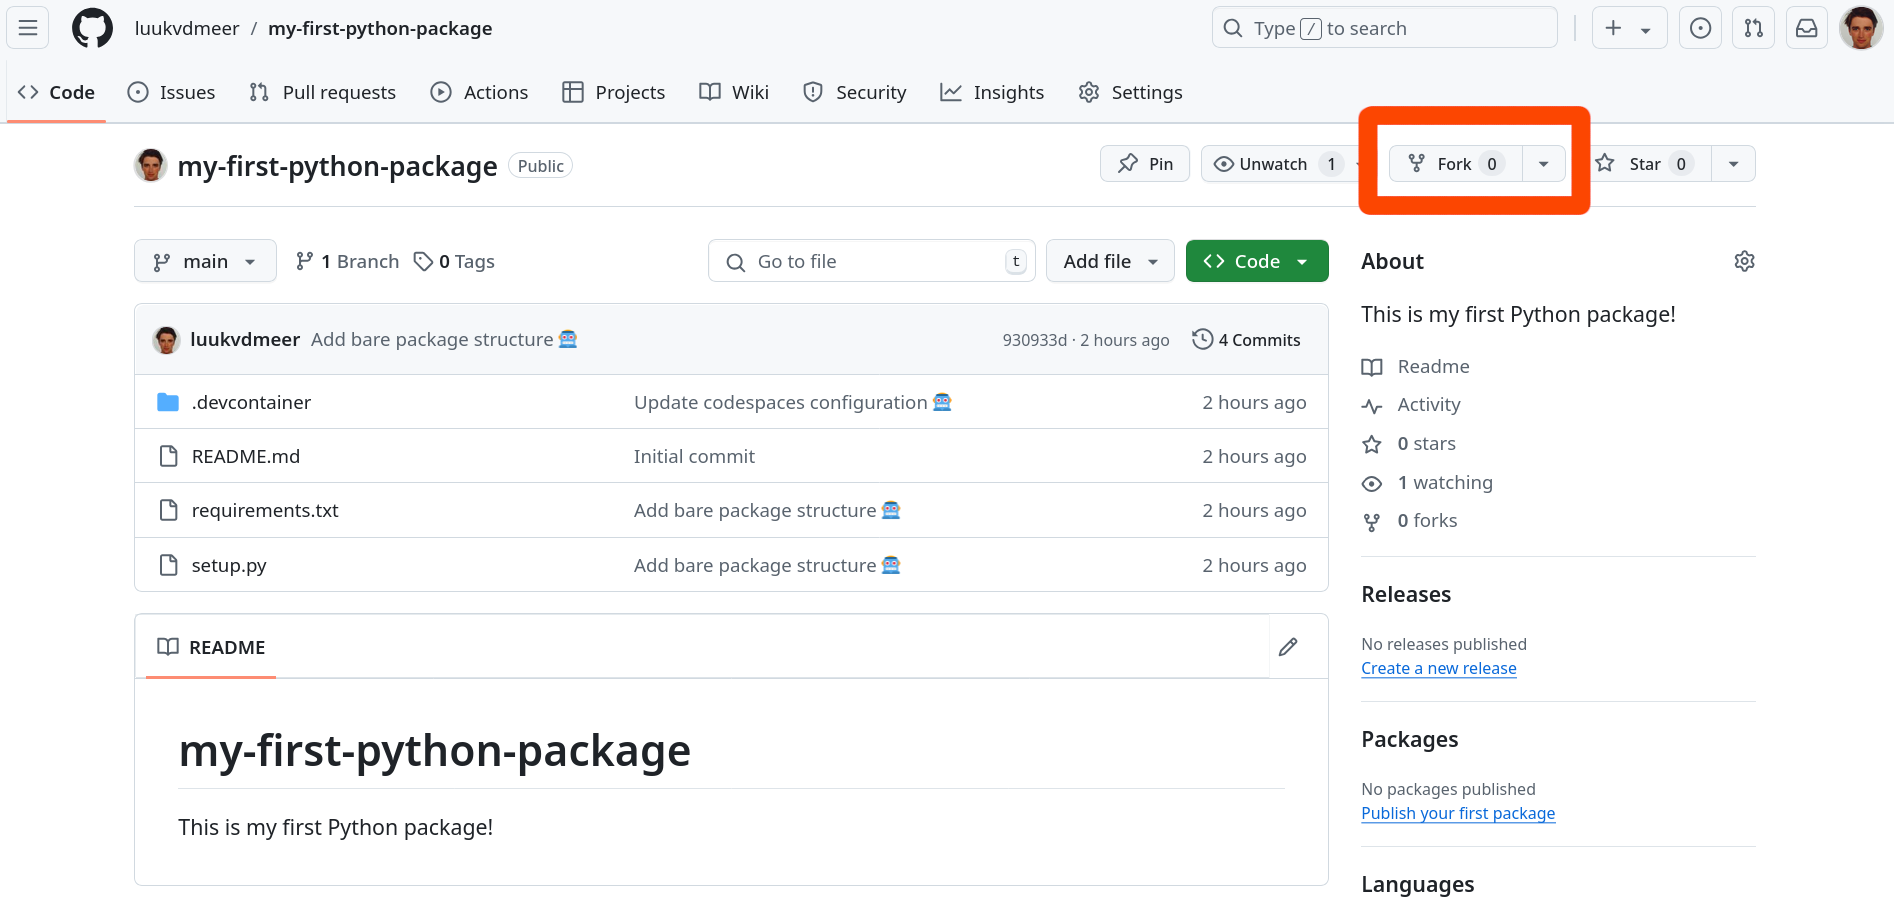 luukvdmeer / my-first-python-package
Type / to search
Code Issues Pull requests Actions Projects Wiki Security Insights Settings
my-first-python-package Public
Pin Unwatch 1 Fork 0 Star 0
main 1 Branch 0 Tags Go to file t Add file Code
luukvdmeer Add bare package structure 930933d · 2 hours ago 4 Commits
.devcontainer Update codespaces configuration 2 hours ago
README.md Initial commit 2 hours ago
requirements.txt Add bare package structure 2 hours ago
setup.py Add bare package structure 2 hours ago
README
my-first-python-package
This is my first Python package!
About
This is my first Python package!
Readme
Activity
0 stars
1 watching
0 forks
Releases
No releases published
Create a new release
Packages
No packages published
Publish your first package
Languages